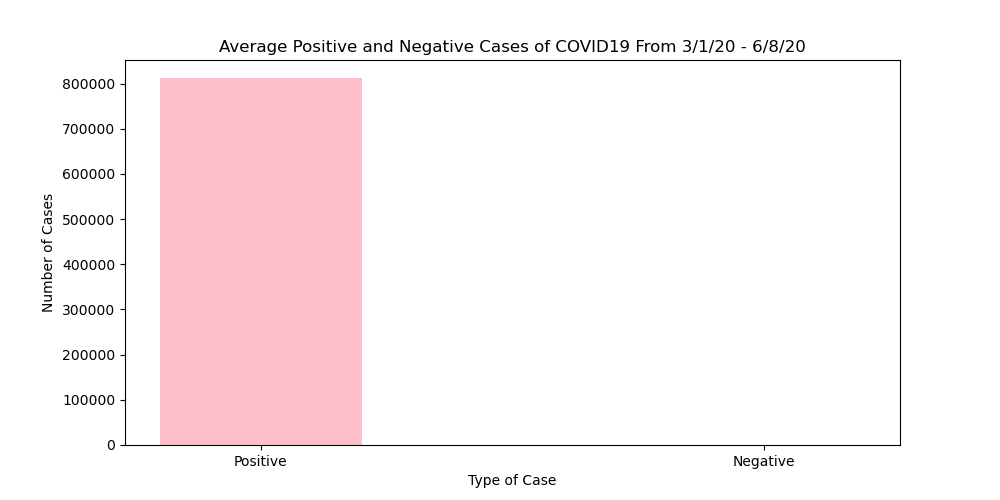 Average Positive and Negative Cases of COVID19 From 3/1/20 - 6/8/20
800000
700000
600000
500000
400000
300000
200000
100000
0
Number of Cases
Positive
Negative
Type of Case